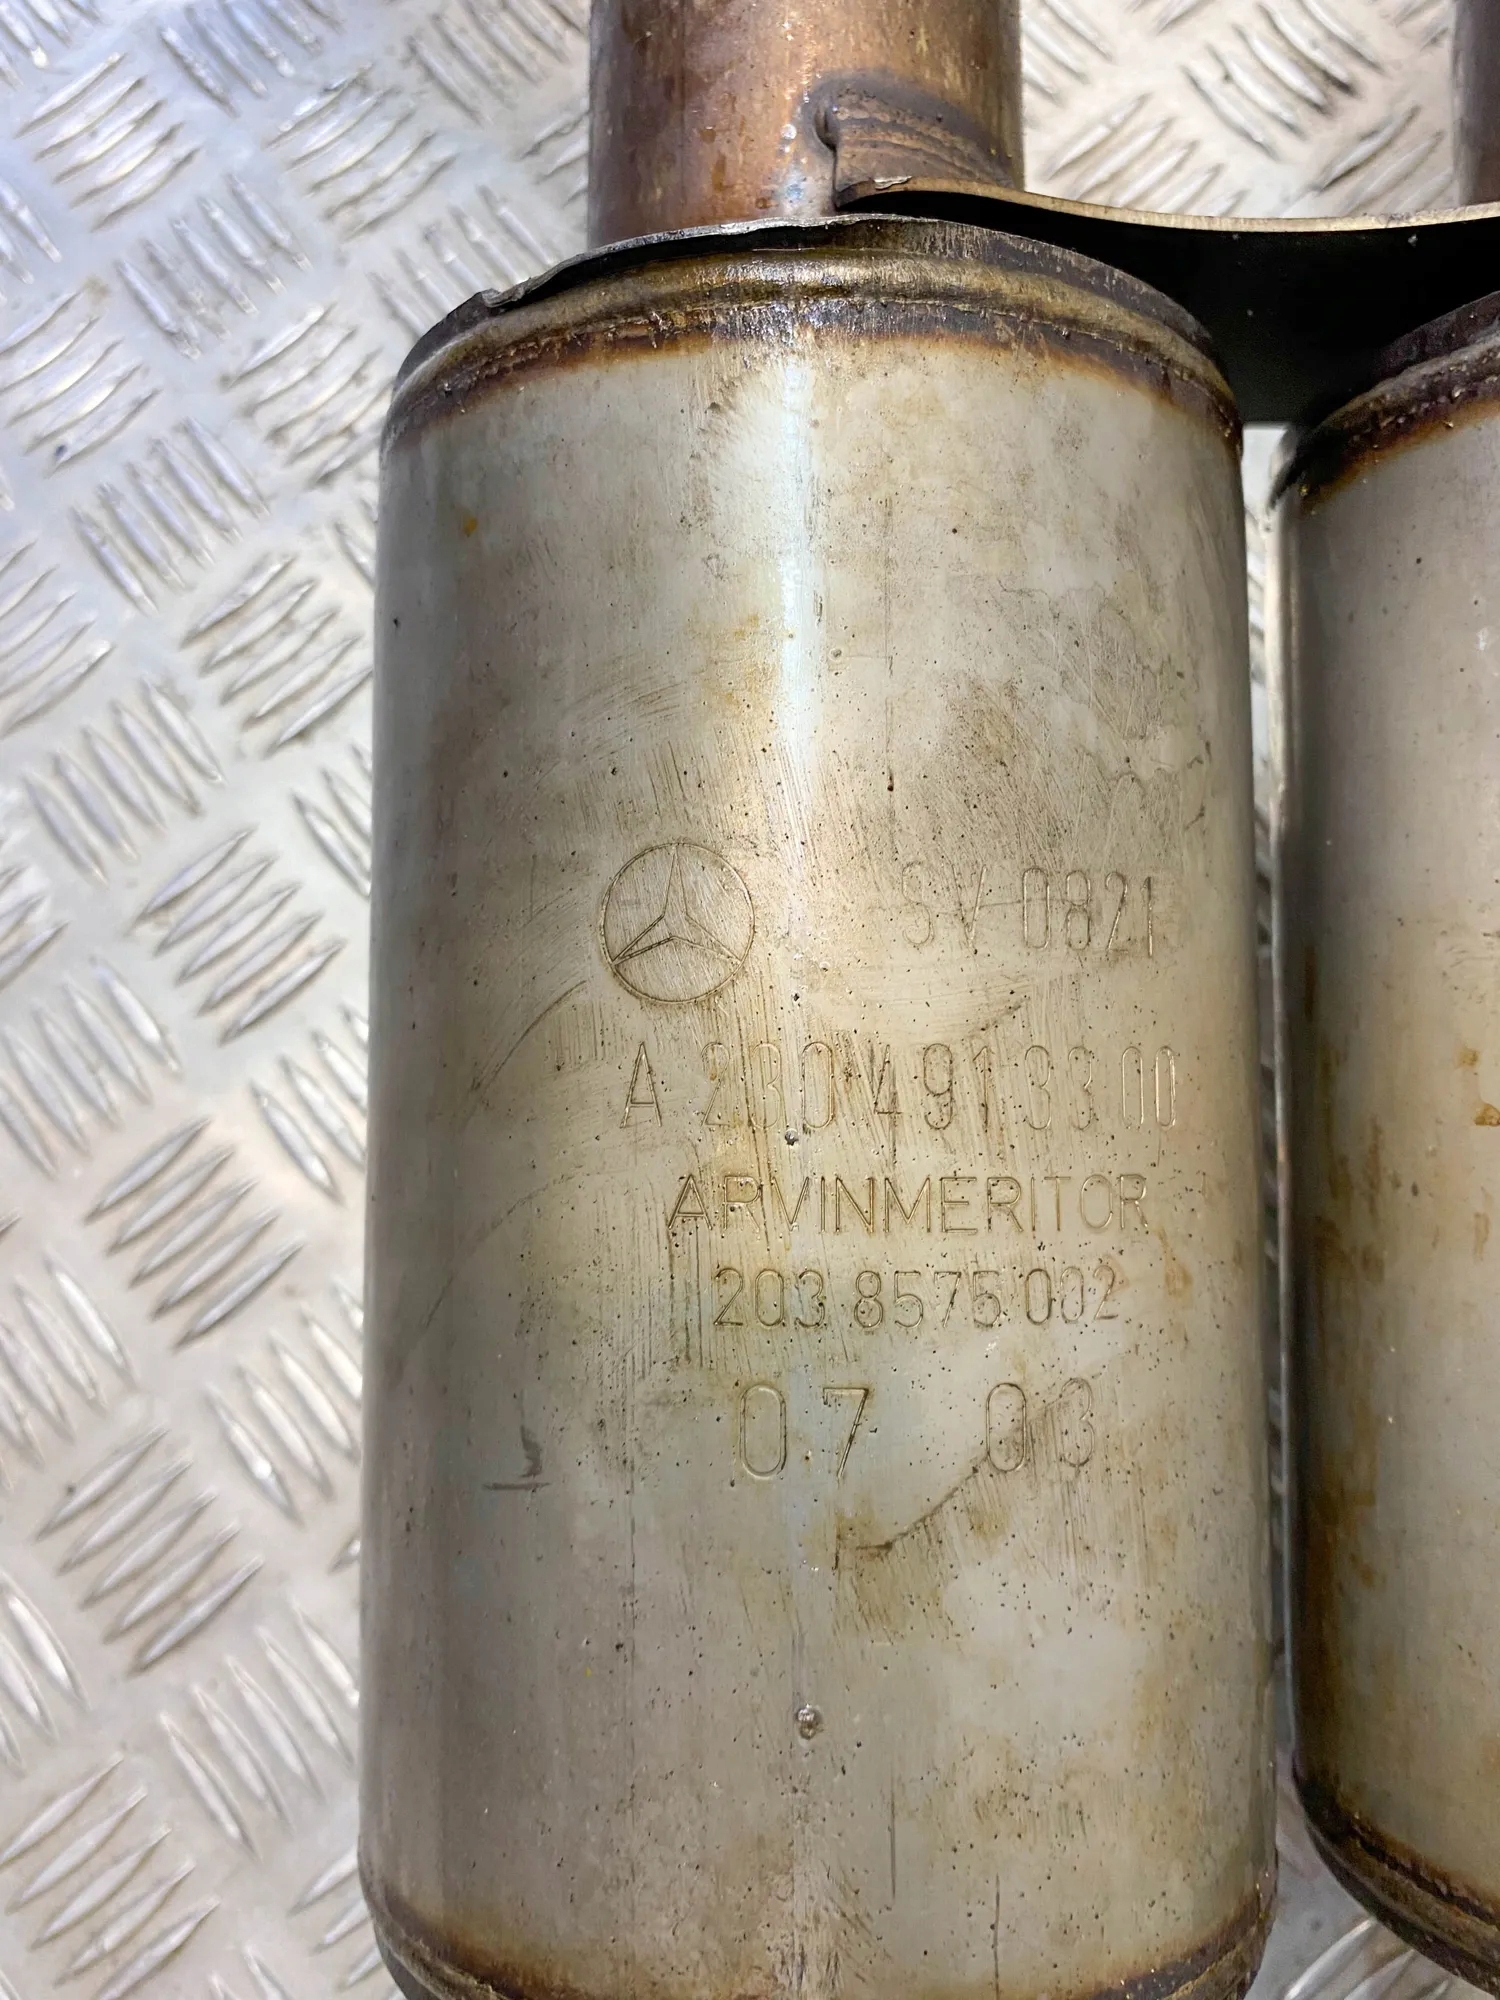 SV 0821
A 230 491 33 00
ARVINMERITOR
203 8575 002
07 03